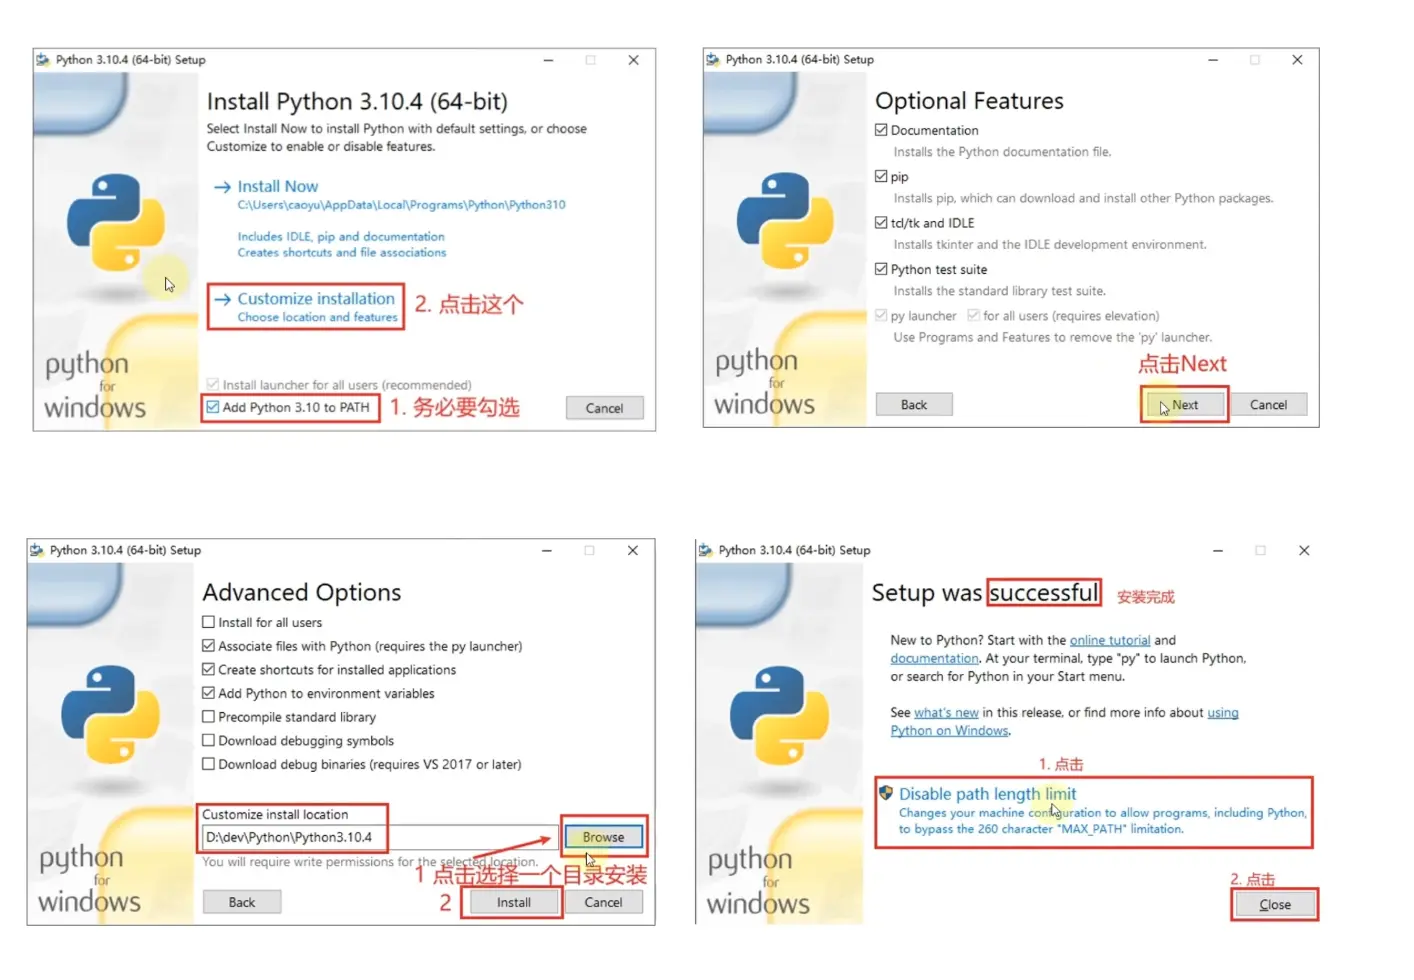 Python 3.10.4 (64-bit) Setup
Install Python 3.10.4 (64-bit)
Select Install Now to install Python with default settings, or choose
Customize to enable or disable features.
Install Now
C:\Users\caoyu\AppData\Local\Programs\Python\Python310
Includes IDLE, pip and documentation
Creates shortcuts and file associations
Customize installation
Choose location and features
2. 点击这个
Install launcher for all users (recommended)
Add Python 3.10 to PATH
1. 务必要勾选
Cancel
python
for
windows
Python 3.10.4 (64-bit) Setup
Optional Features
Documentation
Installs the Python documentation file.
pip
Installs pip, which can download and install other Python packages.
tcl/tk and IDLE
Installs tkinter and the IDLE development environment.
Python test suite
Installs the standard library test suite.
py launcher for all users (requires elevation)
Use Programs and Features to remove the 'py' launcher.
点击Next
Back
Next
Cancel
python
for
windows
Python 3.10.4 (64-bit) Setup
Advanced Options
Install for all users
Associate files with Python (requires the py launcher)
Create shortcuts for installed applications
Add Python to environment variables
Precompile standard library
Download debugging symbols
Download debug binaries (requires VS 2017 or later)
Customize install location
D:\dev\Python\Python3.10.4
Browse
You will require write permissions for the selected location.
1 点击选择一个目录安装
Back
2
Install
Cancel
python
for
windows
Python 3.10.4 (64-bit) Setup
Setup was successful
安装完成
New to Python? Start with the online tutorial and
documentation. At your terminal, type "py" to launch Python,
or search for Python in your Start menu.
See what's new in this release, or find more info about using
Python on Windows.
1. 点击
Disable path length limit
Changes your machine configuration to allow programs, including Python,
to bypass the 260 character "MAX_PATH" limitation.
2. 点击
Close
python
for
windows